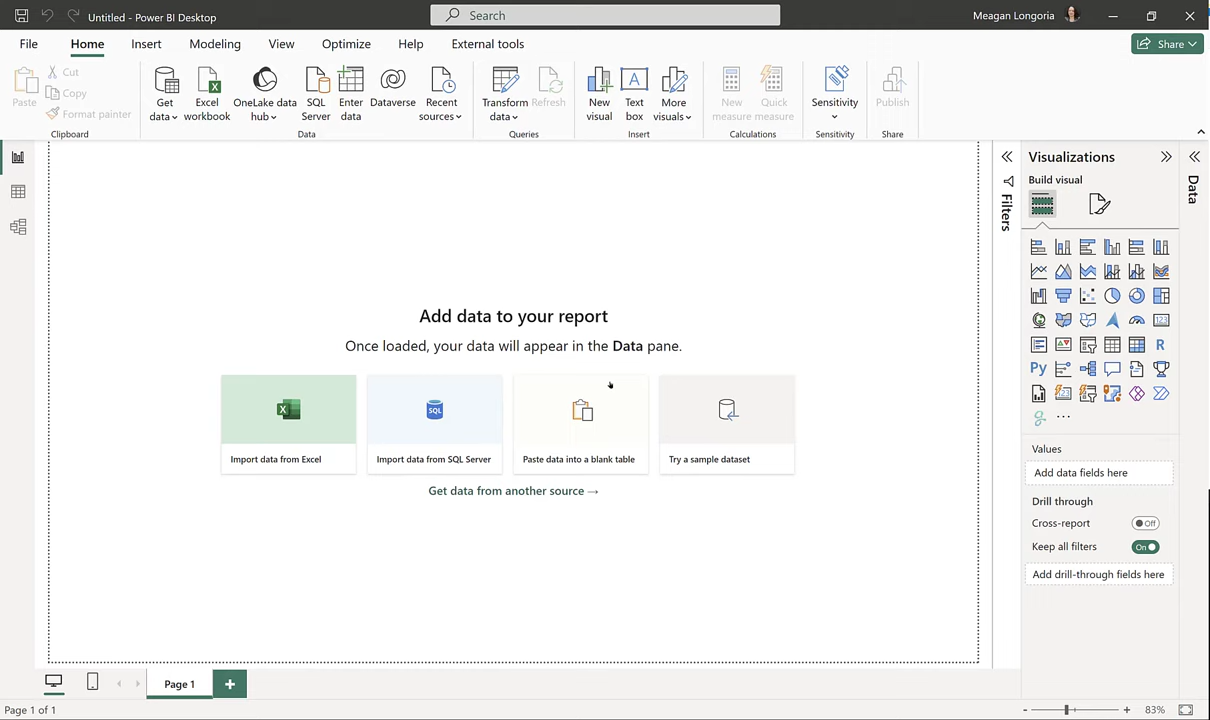 Untitled - Power BI Desktop
Search
Meagan Longoria
File Home Insert Modeling View Optimize Help External tools
Share
Paste
Cut
Copy
Format painter
Clipboard
Get data
Excel workbook
OneLake data hub
SQL Server
Enter data
Dataverse
Recent sources
Data
Transform data
Refresh
Queries
New visual
A
Text box
More visuals
Insert
New measure
Quick measure
Calculations
Sensitivity
Sensitivity
Publish
Share
Filters
Visualizations
Data
Build visual
123
R
Py
Add data to your report
Once loaded, your data will appear in the Data pane.
SQL
Import data from Excel
Import data from SQL Server
Paste data into a blank table
Try a sample dataset
Get data from another source →
Values
Add data fields here
Drill through
Cross-report
Off
Keep all filters
On
Add drill-through fields here
Page 1
+
Page 1 of 1
- + 83%